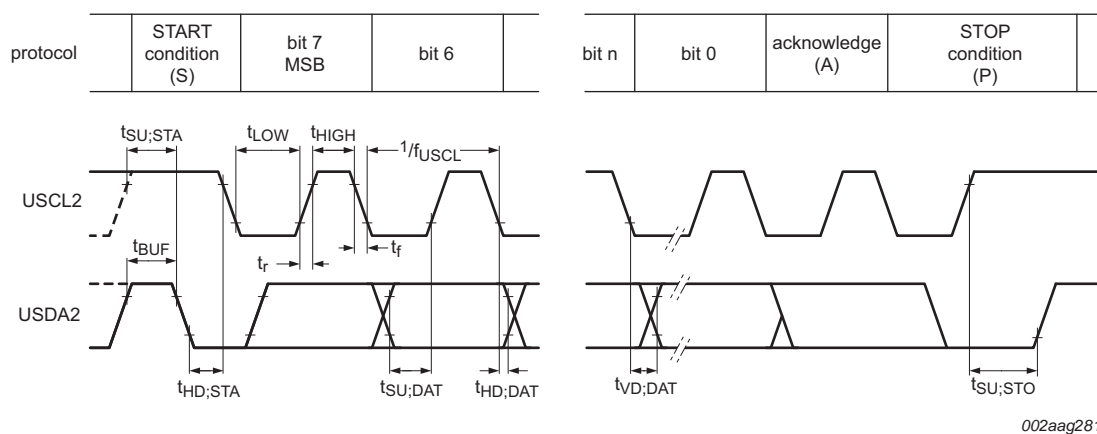 protocol
START
condition
(S)
bit 7
MSB
bit 6
bit n
bit 0
acknowledge
(A)
STOP
condition
(P)
tSU;STA
tLOW
tHIGH
1/fUSCL
USCL2
tBUF
tr
tf
USDA2
tHD;STA
tSU;DAT
tHD;DAT
tVD;DAT
tSU;STO
002aag281